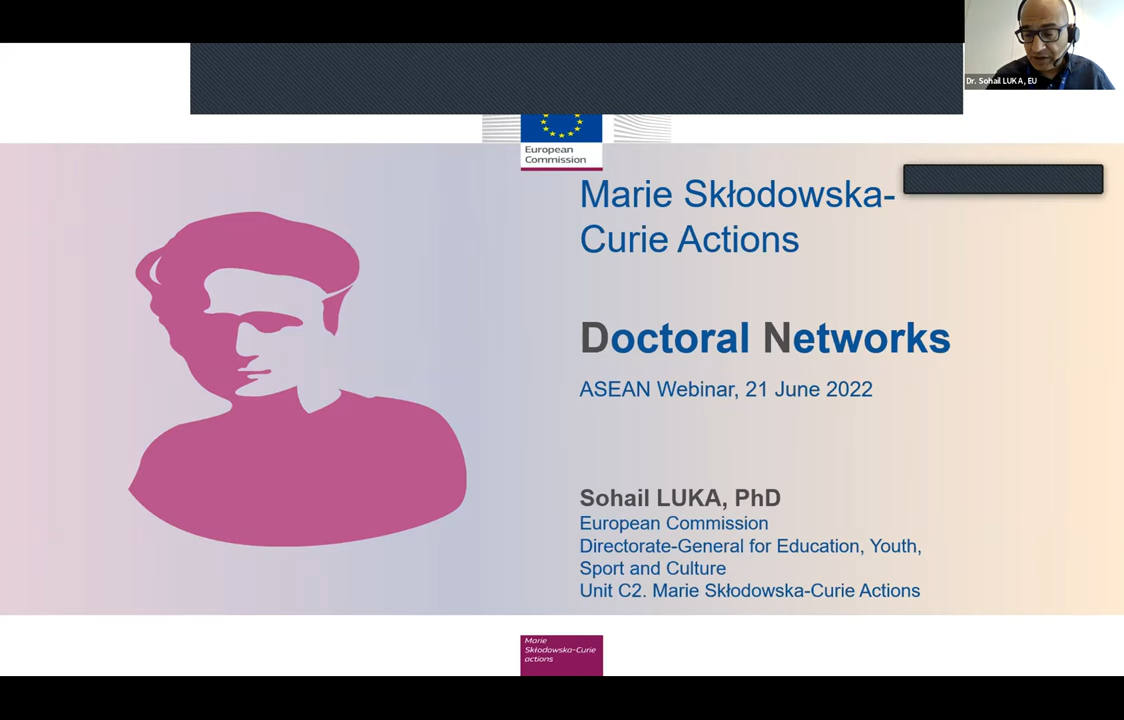 Dr. Sohail LUKA, EU
European
Commission
Marie Skłodowska-
Curie Actions
Doctoral Networks
ASEAN Webinar, 21 June 2022
Sohail LUKA, PhD
European Commission
Directorate-General for Education, Youth,
Sport and Culture
Unit C2. Marie Skłodowska-Curie Actions
Marie
Skłodowska-Curie
actions